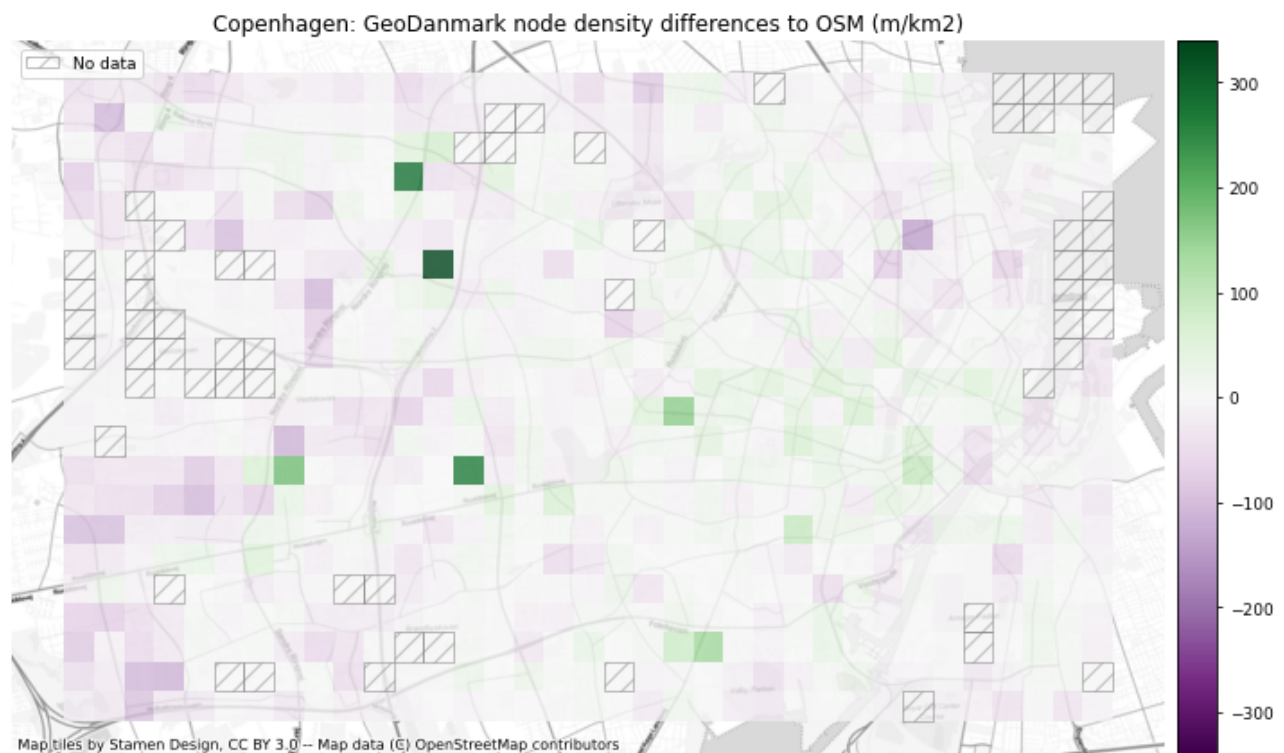 Copenhagen: GeoDanmark node density differences to OSM (m/km2)
No data
300
200
100
0
−100
−200
−300
Map tiles by Stamen Design, CC BY 3.0 -- Map data (C) OpenStreetMap contributors